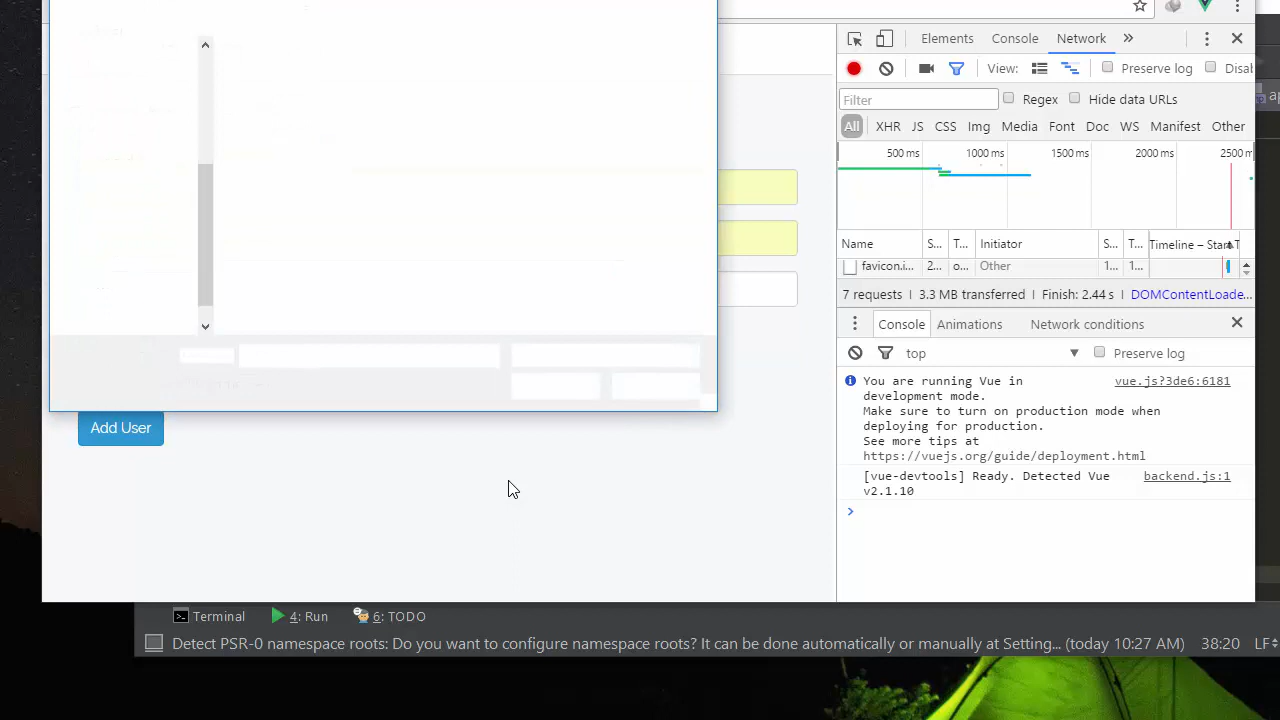 Elements Console Network »
View: Preserve log Disa
Filter Regex Hide data URLs
All XHR JS CSS Img Media Font Doc WS Manifest Other
500 ms 1000 ms 1500 ms 2000 ms 2500 m
Name S... T... Initiator S... T... Timeline – Start T
favicon.i... 2... o... Other 1... 1...
7 requests | 3.3 MB transferred | Finish: 2.44 s | DOMContentLoade...
Console Animations Network conditions
top Preserve log
You are running Vue in vue.js?3de6:6181
development mode.
Make sure to turn on production mode when
deploying for production.
See more tips at
https://vuejs.org/guide/deployment.html
[vue-devtools] Ready. Detected Vue backend.js:1
v2.1.10
Add User
Terminal 4: Run 6: TODO
Detect PSR-0 namespace roots: Do you want to configure namespace roots? It can be done automatically or manually at Setting... (today 10:27 AM) 38:20 LF